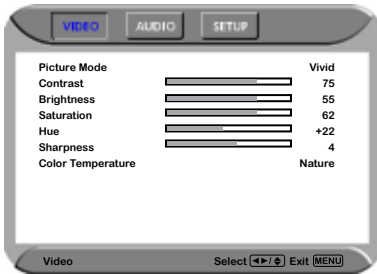 VIDEO AUDIO SETUP
Picture Mode Vivid
Contrast 75
Brightness 55
Saturation 62
Hue +22
Sharpness 4
Color Temperature Nature
Video Select ◄►/◆ Exit MENU